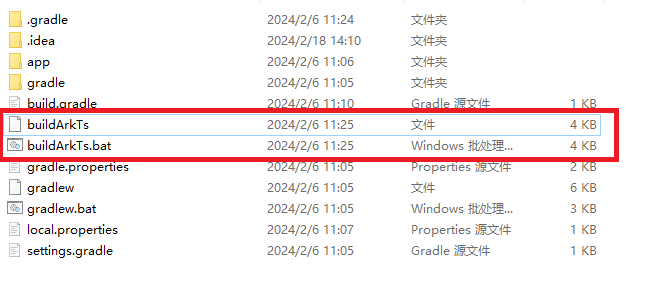 .gradle 2024/2/6 11:24 文件夹
.idea 2024/2/18 14:10 文件夹
app 2024/2/6 11:06 文件夹
gradle 2024/2/6 11:05 文件夹
build.gradle 2024/2/6 11:10 Gradle 源文件 1 KB
buildArkTs 2024/2/6 11:25 文件 4 KB
buildArkTs.bat 2024/2/6 11:25 Windows 批处理... 4 KB
gradle.properties 2024/2/6 11:05 Properties 源文件 2 KB
gradlew 2024/2/6 11:05 文件 6 KB
gradlew.bat 2024/2/6 11:05 Windows 批处理... 3 KB
local.properties 2024/2/6 11:07 Properties 源文件 1 KB
settings.gradle 2024/2/6 11:05 Gradle 源文件 1 KB